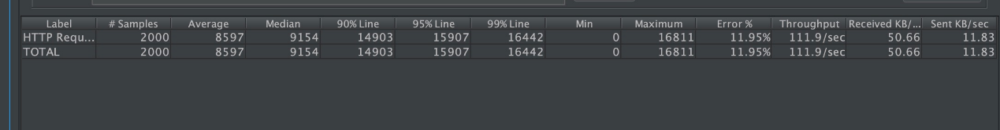 Label # Samples Average Median 90% Line 95% Line 99% Line Min Maximum Error % Throughput Received KB/... Sent KB/sec
HTTP Requ... 2000 8597 9154 14903 15907 16442 0 16811 11.95% 111.9/sec 50.66 11.83
TOTAL 2000 8597 9154 14903 15907 16442 0 16811 11.95% 111.9/sec 50.66 11.83